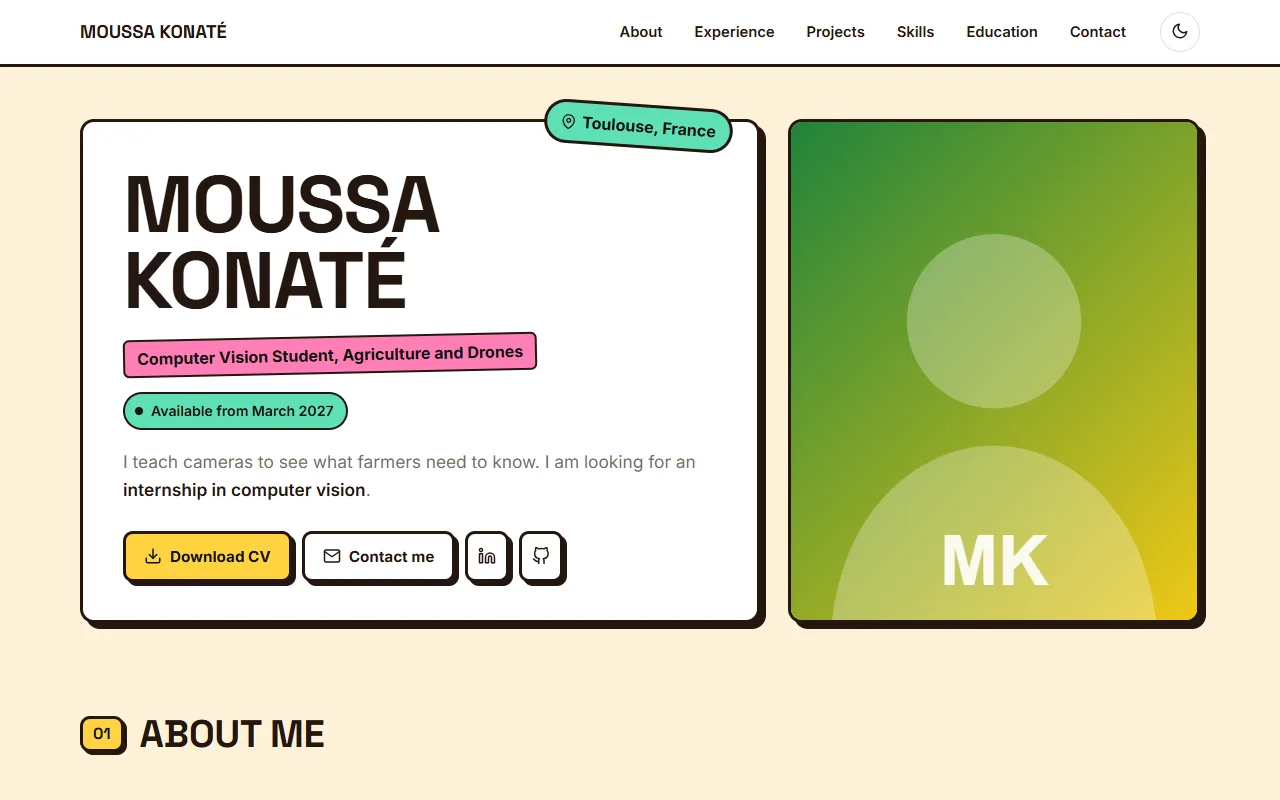 MOUSSA KONATÉ
About
Experience
Projects
Skills
Education
Contact
Toulouse, France
MOUSSA
KONATÉ
Computer Vision Student, Agriculture and Drones
Available from March 2027
I teach cameras to see what farmers need to know. I am looking for an
internship in computer vision.
Download CV
Contact me
MK
01
ABOUT ME